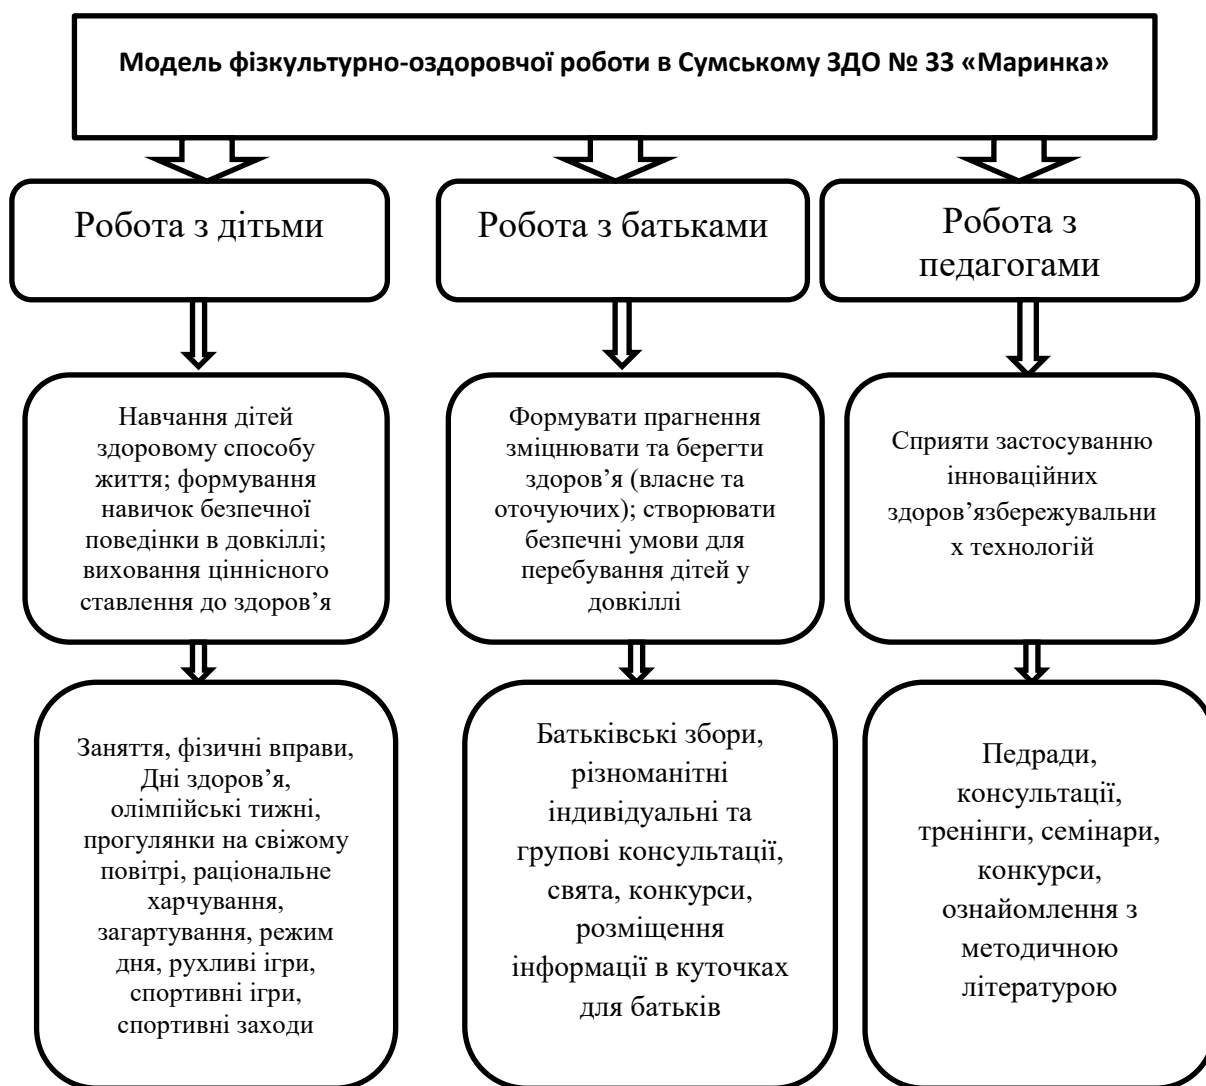 Модель фізкультурно-оздоровчої роботи в Сумському ЗДО № 33 «Маринка»
Робота з дітьми
Робота з батьками
Робота з
педагогами
Навчання дітей
здоровому способу
життя; формування
навичок безпечної
поведінки в довкіллі;
виховання ціннісного
ставлення до здоров’я
Формувати прагнення
зміцнювати та берегти
здоров’я (власне та
оточуючих); створювати
безпечні умови для
перебування дітей у
довкіллі
Сприяти застосуванню
інноваційних
здоров’язбережувальни
х технологій
Заняття, фізичні вправи,
Дні здоров’я,
олімпійські тижні,
прогулянки на свіжому
повітрі, раціональне
харчування,
загартування, режим
дня, рухливі ігри,
спортивні ігри,
спортивні заходи
Батьківські збори,
різноманітні
індивідуальні та
групові консультації,
свята, конкурси,
розміщення
інформації в куточках
для батьків
Педради,
консультації,
тренінги, семінари,
конкурси,
ознайомлення з
методичною
літературою